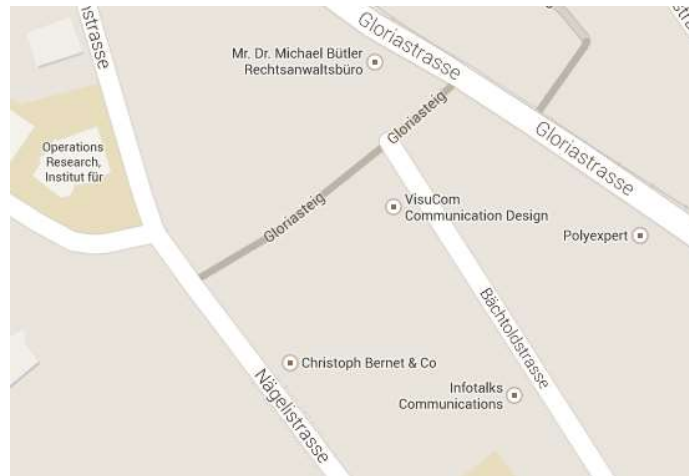 Gloriastrasse
Mr. Dr. Michael Bütler
Rechtsanwaltsbüro
Gloriasteig
Gloriastrasse
Operations
Research,
Institut für
VisuCom
Communication Design
Gloriasteig
Polyexpert
Bächtoldstrasse
Christoph Bernet & Co
Nägelistrasse
Infotalks
Communications